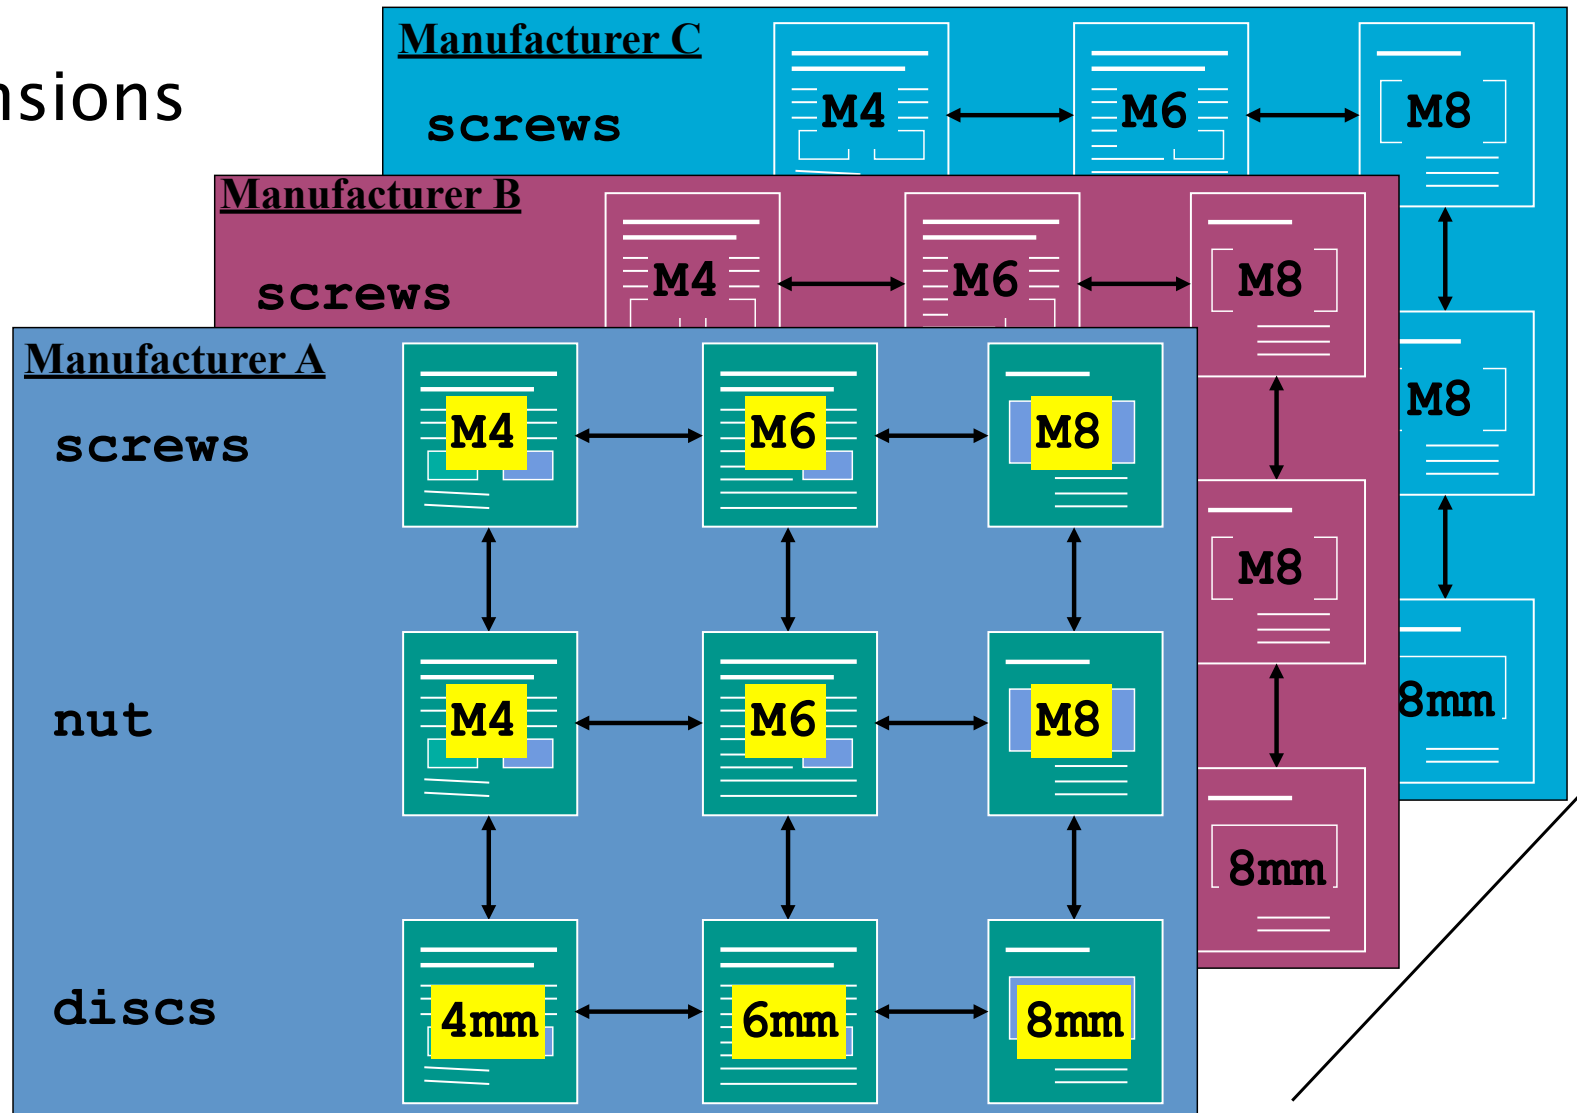 nsions
Manufacturer C
screws M4 M6 M8
M8
8mm
Manufacturer B
screws M4 M6 M8
M8
8mm
Manufacturer A
screws M4 M6 M8
nut M4 M6 M8
discs 4mm 6mm 8mm